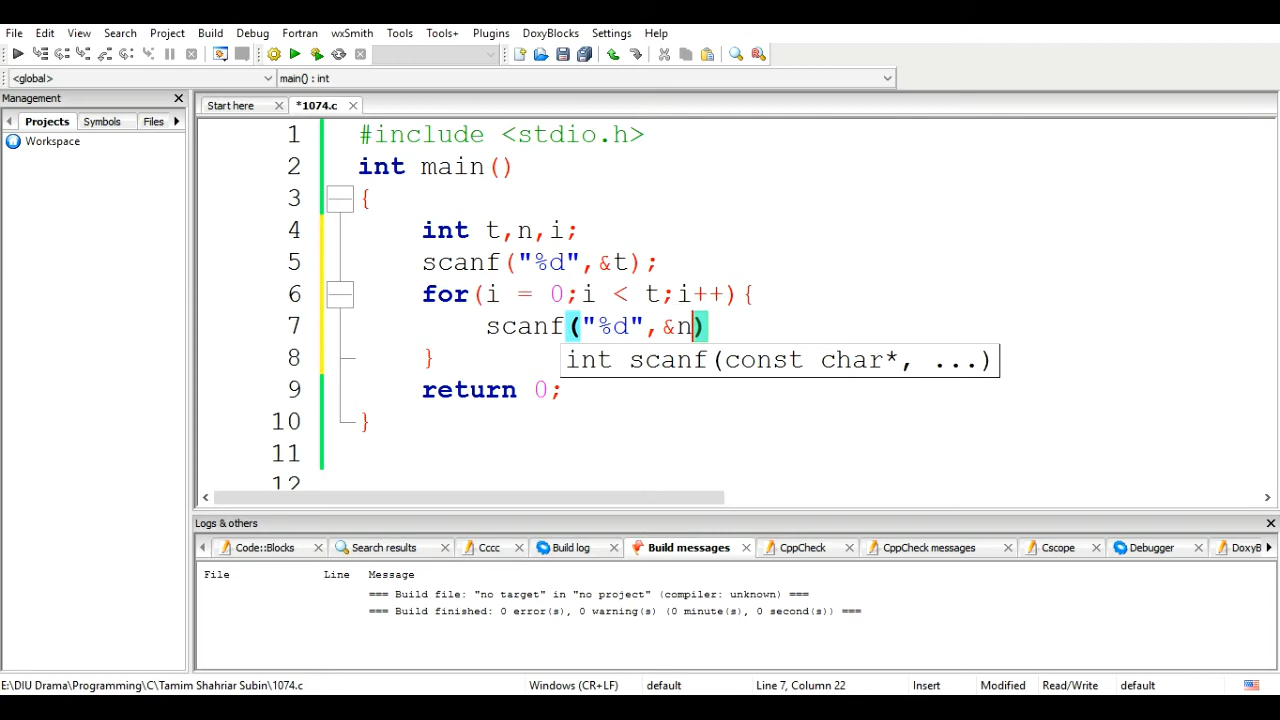 File Edit View Search Project Build Debug Fortran wxSmith Tools Tools+ Plugins DoxyBlocks Settings Help
<global> main() : int
Management
Projects Symbols Files
Workspace
Start here *1074.c
1 #include <stdio.h>
2 int main()
3 {
4 int t,n,i;
5 scanf("%d",&t);
6 for(i = 0;i < t;i++){
7 scanf("%d",&n)
int scanf(const char*, ...)
8 }
9 return 0;
10 }
11
12
Logs & others
Code::Blocks Search results Cccc Build log Build messages CppCheck CppCheck messages Cscope Debugger DoxyB
File Line Message
=== Build file: "no target" in "no project" (compiler: unknown) ===
=== Build finished: 0 error(s), 0 warning(s) (0 minute(s), 0 second(s)) ===
E:\DIU Drama\Programming\C\Tamim Shahriar Subin\1074.c Windows (CR+LF) default Line 7, Column 22 Insert Modified Read/Write default